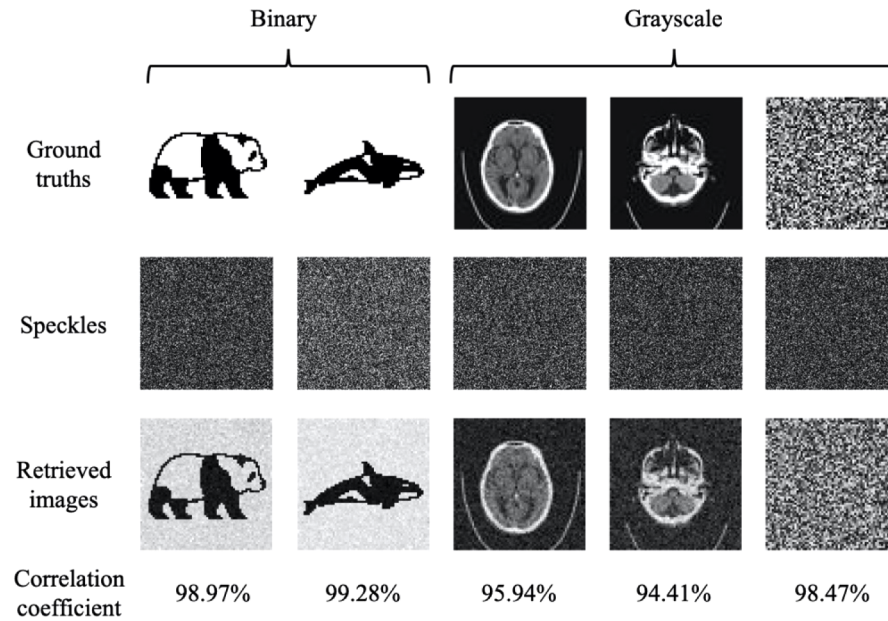 Binary
Grayscale
Ground
truths
Speckles
Retrieved
images
Correlation
coefficient
98.97%
99.28%
95.94%
94.41%
98.47%